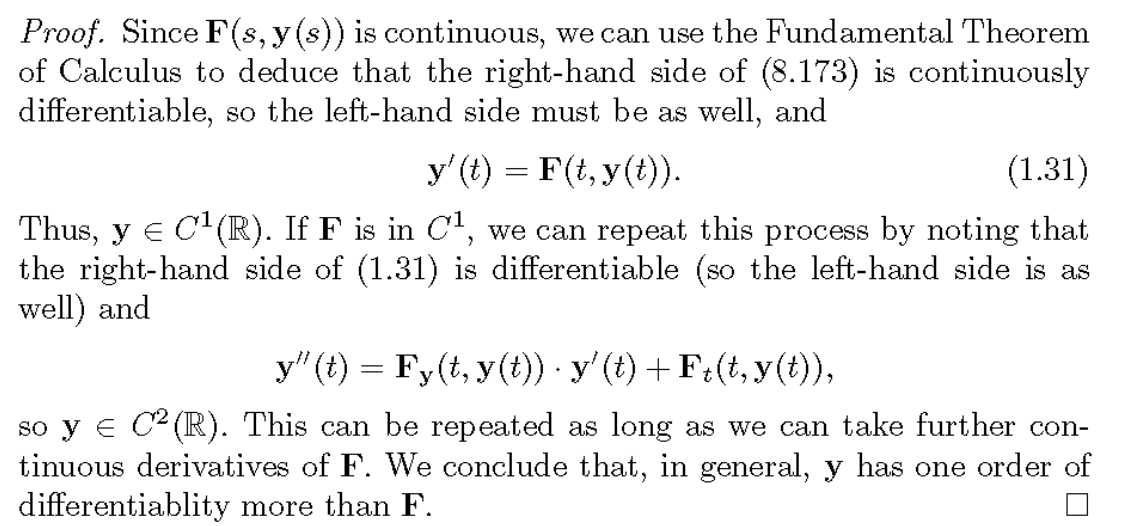 Proof. Since F(s, y(s)) is continuous, we can use the Fundamental Theorem
of Calculus to deduce that the right-hand side of (8.173) is continuously
differentiable, so the left-hand side must be as well, and
y′(t) = F(t, y(t)). (1.31)
Thus, y ∈ C¹(ℝ). If F is in C¹, we can repeat this process by noting that
the right-hand side of (1.31) is differentiable (so the left-hand side is as
well) and
y″(t) = F_y(t, y(t)) · y′(t) + F_t(t, y(t)),
so y ∈ C²(ℝ). This can be repeated as long as we can take further con-
tinuous derivatives of F. We conclude that, in general, y has one order of
differentiablity more than F. □